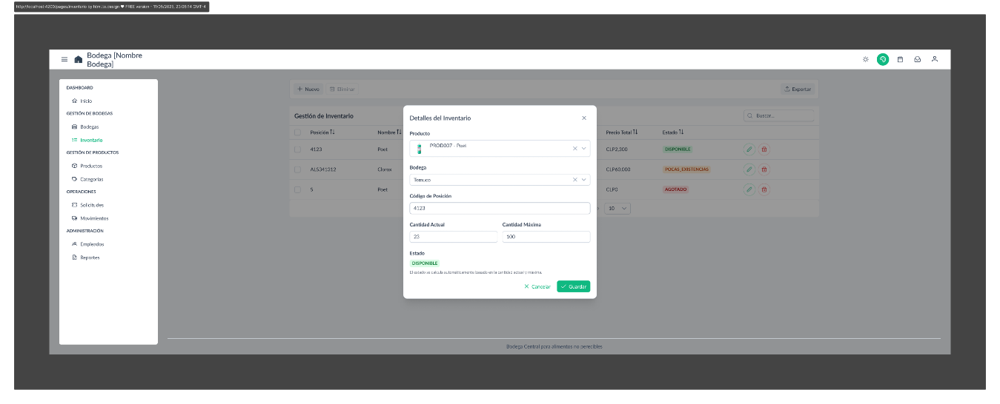 http://localhost:4200/pages/inventario by html.to.design ❤ FREE version - 11/05/2025, 23:06:14 GMT-4
Bodega [Nombre
Bodega]
DASHBOARD
Inicio
GESTIÓN DE BODEGAS
Bodegas
Inventario
GESTIÓN DE PRODUCTOS
Productos
Categorías
OPERACIONES
Solicitudes
Movimientos
ADMINISTRACIÓN
Empleados
Reportes
Nuevo Eliminar Exportar
Gestión de Inventario Buscar...
Posición Nombre Precio Total Estado
4123 Poet CLP2,300 DISPONIBLE
ALS341312 Clorox CLP60,000 POCAS_EXISTENCIAS
5 Poet CLP0 AGOTADO
10
Detalles del Inventario
Producto
PROD007 - Poet
Bodega
Temuco
Código de Posición
4123
Cantidad Actual Cantidad Máxima
23 100
Estado
DISPONIBLE
El estado se calcula automáticamente basado en la cantidad actual y máxima.
Cancelar Guardar
Bodega Central para alimentos no perecibles